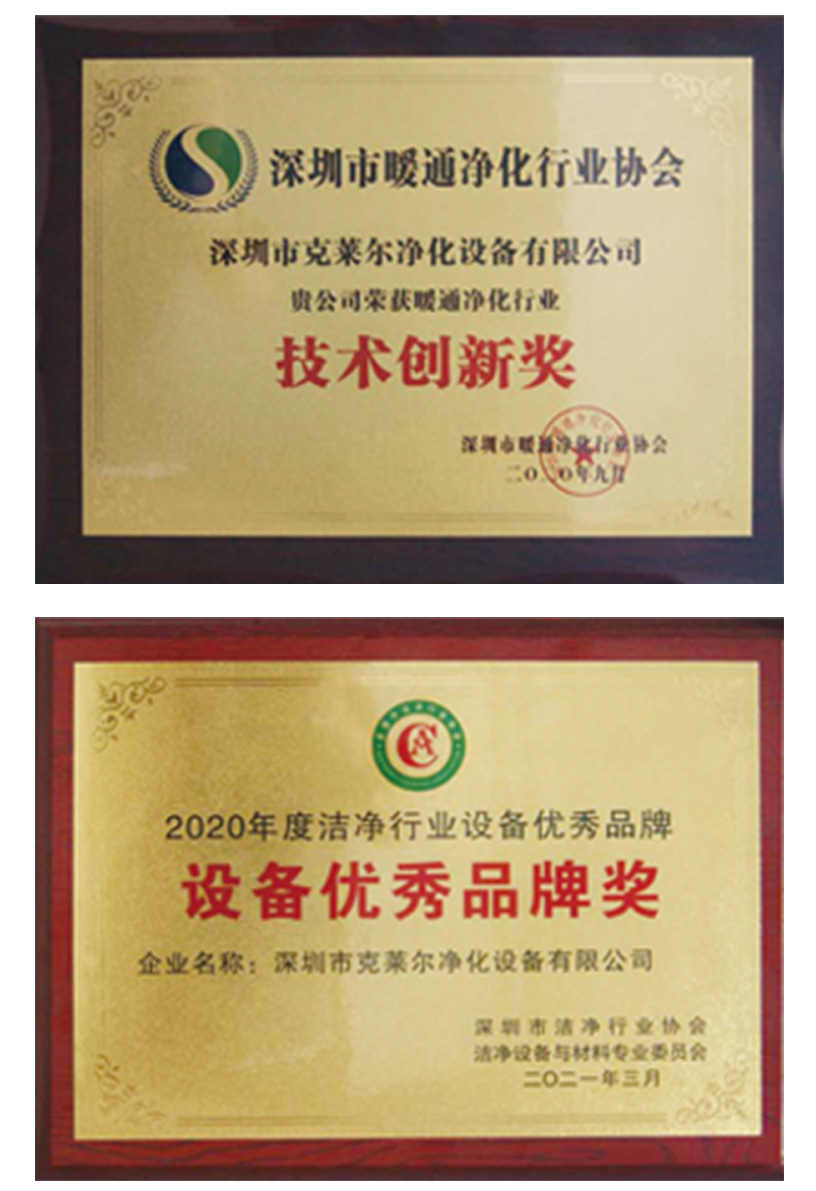 深圳市暖通净化行业协会
深圳市克莱尔净化设备有限公司
贵公司荣获暖通净化行业
技术创新奖
深圳市暖通净化行业协会
二〇二〇年九月
2020年度洁净行业设备优秀品牌
设备优秀品牌奖
企业名称：深圳市克莱尔净化设备有限公司
深圳市洁净行业协会
洁净设备与材料专业委员会
二〇二一年三月